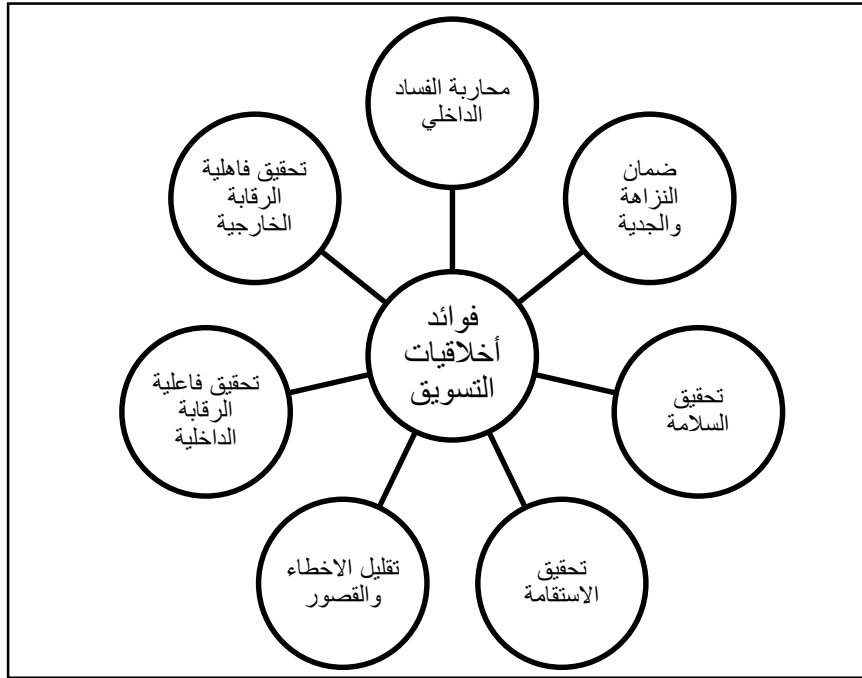 محاربة الفساد
الداخلي
ضمان
النزاهة
والجدية
تحقيق
السلامة
تحقيق
الاستقامة
تقليل الاخطاء
والقصور
تحقيق فاعلية
الرقابة
الداخلية
تحقيق فاهلية
الرقابة
الخارجية
فوائد
أخلاقيات
التسويق